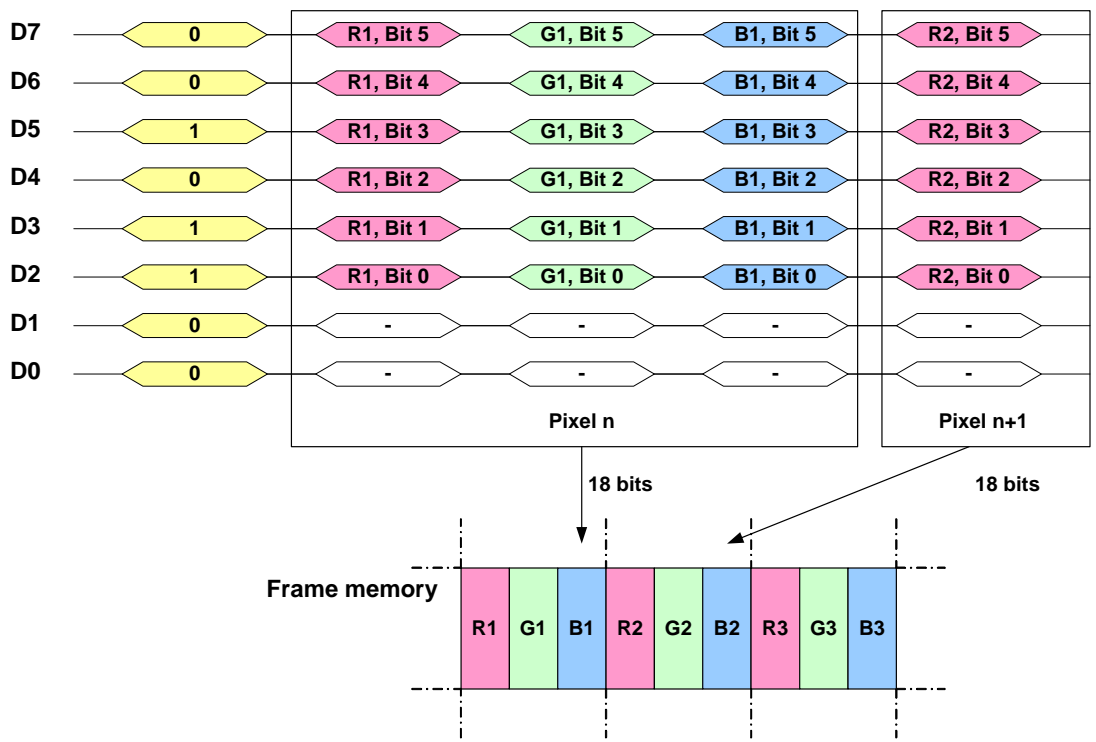 D7 0 R1, Bit 5 G1, Bit 5 B1, Bit 5 R2, Bit 5
D6 0 R1, Bit 4 G1, Bit 4 B1, Bit 4 R2, Bit 4
D5 1 R1, Bit 3 G1, Bit 3 B1, Bit 3 R2, Bit 3
D4 0 R1, Bit 2 G1, Bit 2 B1, Bit 2 R2, Bit 2
D3 1 R1, Bit 1 G1, Bit 1 B1, Bit 1 R2, Bit 1
D2 1 R1, Bit 0 G1, Bit 0 B1, Bit 0 R2, Bit 0
D1 0 - - - -
D0 0 - - - -
Pixel n Pixel n+1
18 bits 18 bits
Frame memory
R1 G1 B1 R2 G2 B2 R3 G3 B3